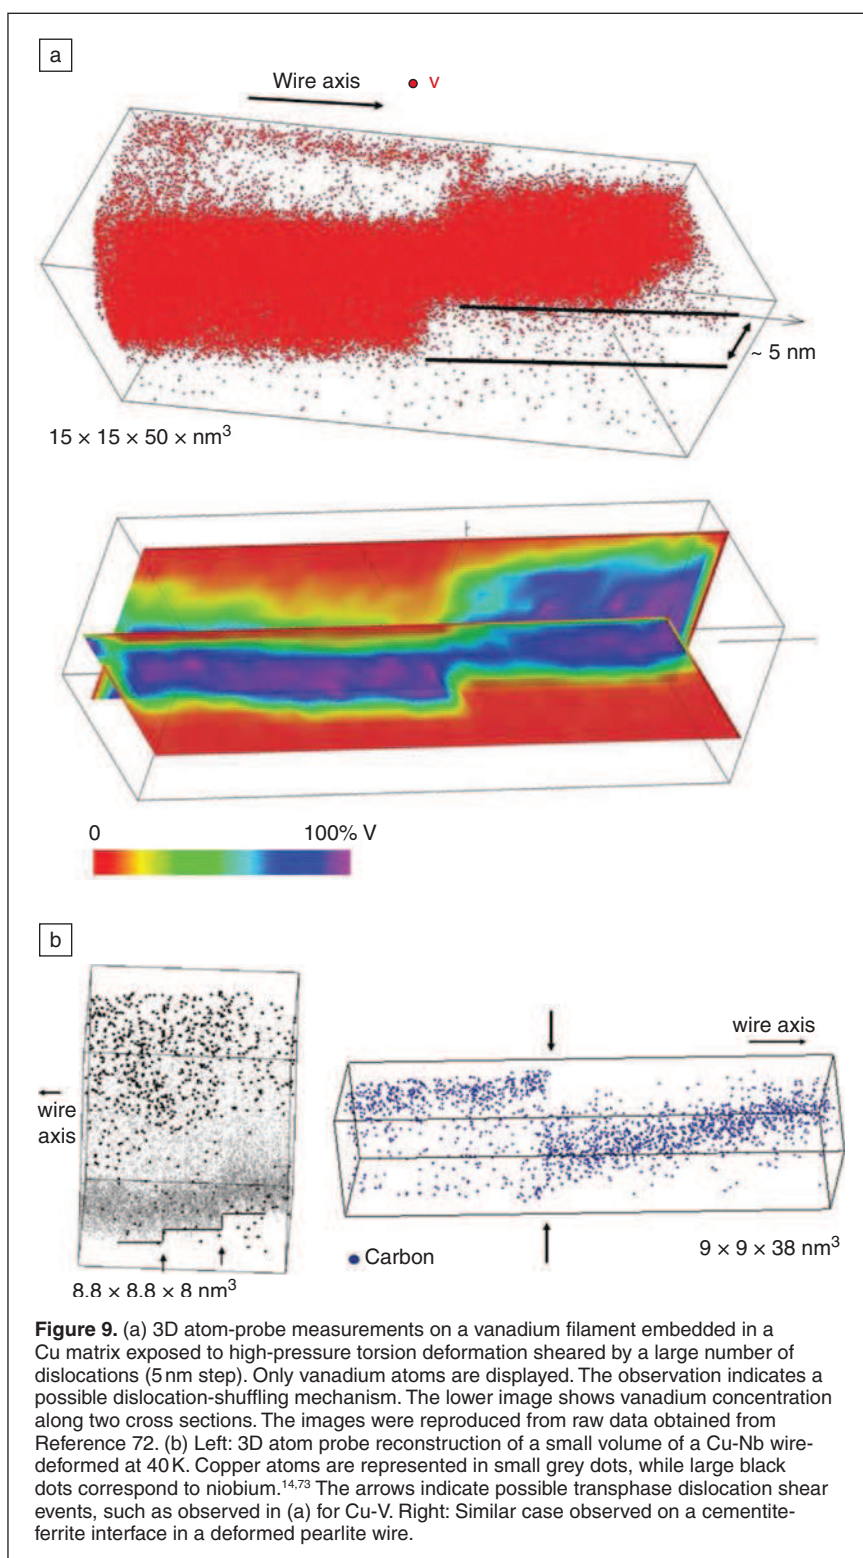 a
Wire axis
V
~ 5 nm
15 × 15 × 50 × nm³
0 100% V
b
wire axis
wire
axis
Carbon
9 × 9 × 38 nm³
8.8 × 8.8 × 8 nm³
Figure 9. (a) 3D atom-probe measurements on a vanadium filament embedded in a
Cu matrix exposed to high-pressure torsion deformation sheared by a large number of
dislocations (5 nm step). Only vanadium atoms are displayed. The observation indicates a
possible dislocation-shuffling mechanism. The lower image shows vanadium concentration
along two cross sections. The images were reproduced from raw data obtained from
Reference 72. (b) Left: 3D atom probe reconstruction of a small volume of a Cu-Nb wire-
deformed at 40 K. Copper atoms are represented in small grey dots, while large black
dots correspond to niobium.¹⁴,⁷³ The arrows indicate possible transphase dislocation shear
events, such as observed in (a) for Cu-V. Right: Similar case observed on a cementite-
ferrite interface in a deformed pearlite wire.